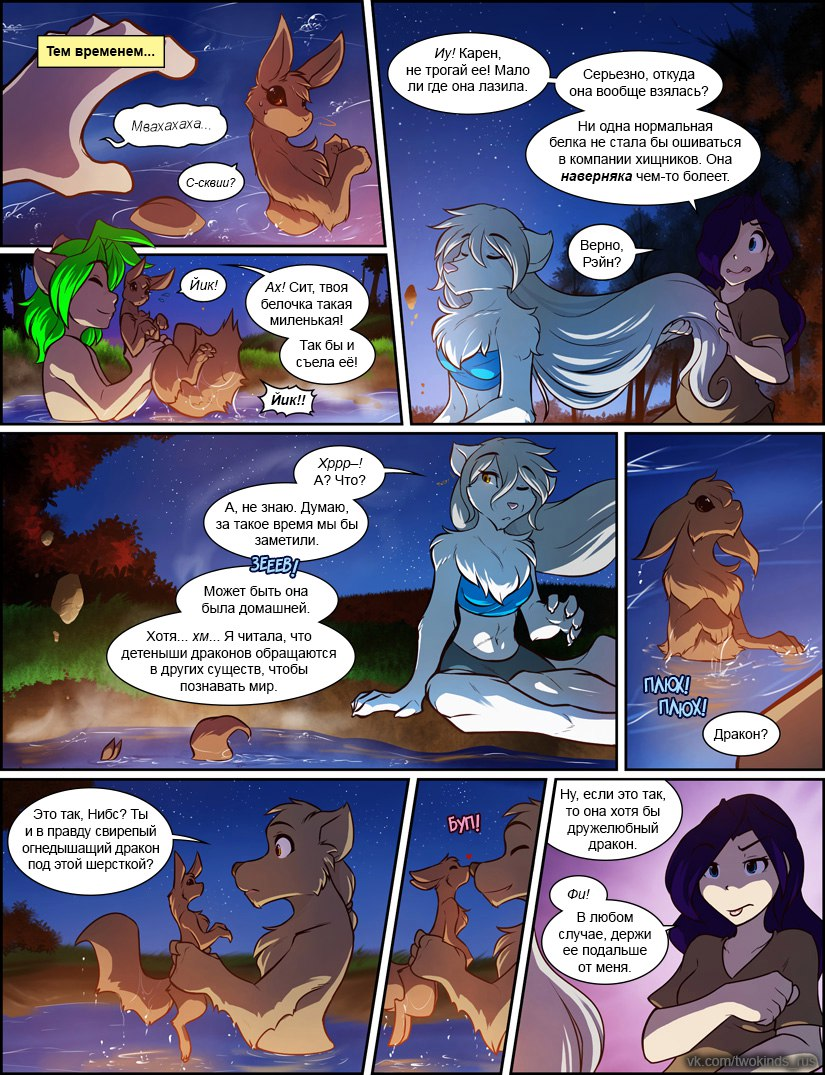 Тем временем...
Мвахахаха...
С-сквии?
Иу! Карен,
не трогай ее! Мало
ли где она лазила.
Серьезно, откуда
она вообще взялась?
Ни одна нормальная
белка не стала бы ошиваться
в компании хищников. Она
наверняка чем-то болеет.
Верно,
Рэйн?
Йик!
Ах! Сит, твоя
белочка такая
миленькая!
Так бы и
съела её!
Йик!!
Хррр–!
А? Что?
А, не знаю. Думаю,
за такое время мы бы
заметили.
ЗЕЕЕВ!
Может быть она
была домашней.
Хотя... хм... Я читала, что
детеныши драконов обращаются
в других существ, чтобы
познавать мир.
ПЛЮХ!
ПЛЮХ!
Дракон?
Это так, Нибс? Ты
и в правду свирепый
огнедышащий дракон
под этой шерсткой?
БУП!
Ну, если это так,
то она хотя бы
дружелюбный
дракон.
Фи!
В любом
случае, держи
ее подальше
от меня.
vk.com/twokinds_rus